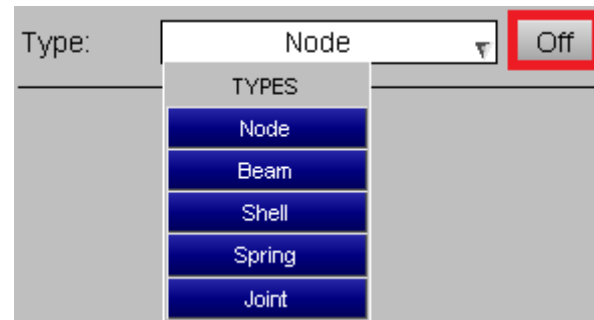 Type: Node Off
TYPES
Node
Beam
Shell
Spring
Joint